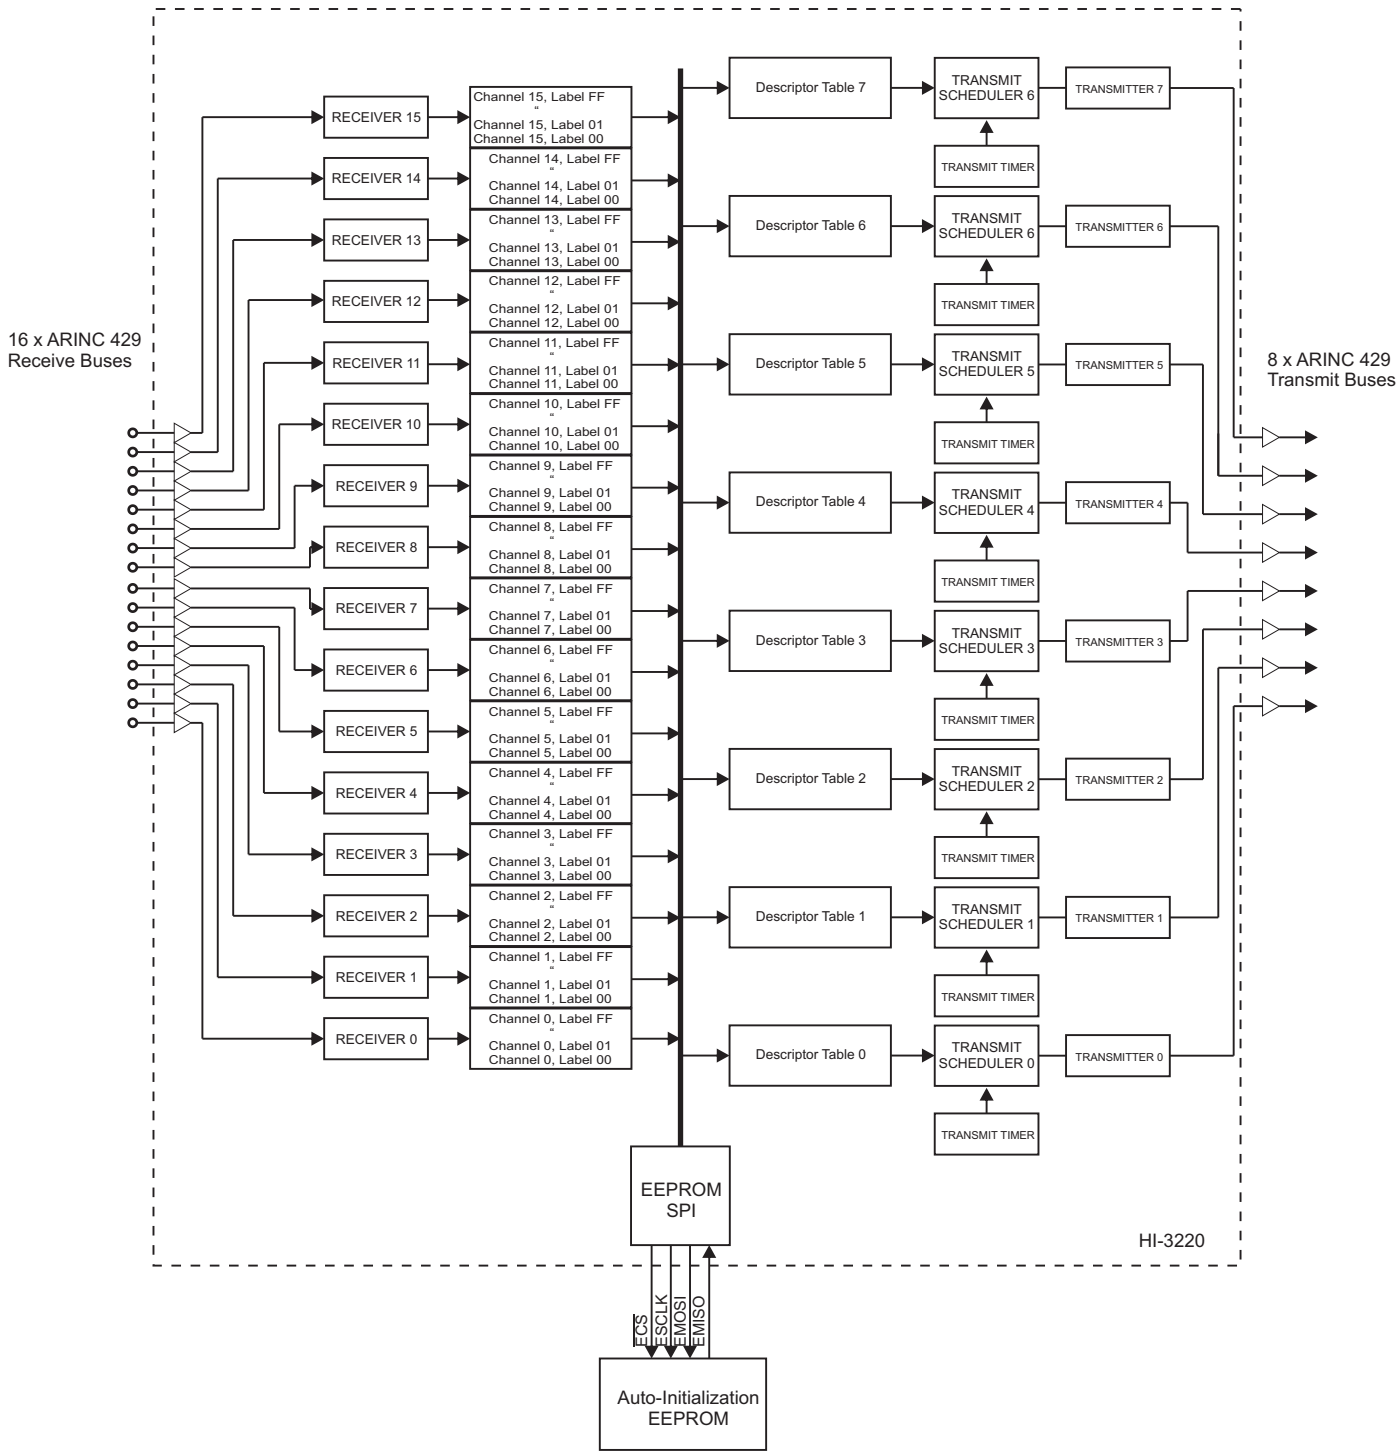 16 x ARINC 429
Receive Buses
RECEIVER 15
RECEIVER 14
RECEIVER 13
RECEIVER 12
RECEIVER 11
RECEIVER 10
RECEIVER 9
RECEIVER 8
RECEIVER 7
RECEIVER 6
RECEIVER 5
RECEIVER 4
RECEIVER 3
RECEIVER 2
RECEIVER 1
RECEIVER 0
Channel 15, Label FF
“
Channel 15, Label 01
Channel 15, Label 00
Channel 14, Label FF
“
Channel 14, Label 01
Channel 14, Label 00
Channel 13, Label FF
“
Channel 13, Label 01
Channel 13, Label 00
Channel 12, Label FF
“
Channel 12, Label 01
Channel 12, Label 00
Channel 11, Label FF
“
Channel 11, Label 01
Channel 11, Label 00
Channel 10, Label FF
“
Channel 10, Label 01
Channel 10, Label 00
Channel 9, Label FF
“
Channel 9, Label 01
Channel 9, Label 00
Channel 8, Label FF
“
Channel 8, Label 01
Channel 8, Label 00
Channel 7, Label FF
“
Channel 7, Label 01
Channel 7, Label 00
Channel 6, Label FF
“
Channel 6, Label 01
Channel 6, Label 00
Channel 5, Label FF
“
Channel 5, Label 01
Channel 5, Label 00
Channel 4, Label FF
“
Channel 4, Label 01
Channel 4, Label 00
Channel 3, Label FF
“
Channel 3, Label 01
Channel 3, Label 00
Channel 2, Label FF
“
Channel 2, Label 01
Channel 2, Label 00
Channel 1, Label FF
“
Channel 1, Label 01
Channel 1, Label 00
Channel 0, Label FF
“
Channel 0, Label 01
Channel 0, Label 00
Descriptor Table 7
TRANSMIT
SCHEDULER 6
TRANSMITTER 7
TRANSMIT TIMER
Descriptor Table 6
TRANSMIT
SCHEDULER 6
TRANSMITTER 6
TRANSMIT TIMER
Descriptor Table 5
TRANSMIT
SCHEDULER 5
TRANSMITTER 5
TRANSMIT TIMER
Descriptor Table 4
TRANSMIT
SCHEDULER 4
TRANSMITTER 4
TRANSMIT TIMER
Descriptor Table 3
TRANSMIT
SCHEDULER 3
TRANSMITTER 3
TRANSMIT TIMER
Descriptor Table 2
TRANSMIT
SCHEDULER 2
TRANSMITTER 2
TRANSMIT TIMER
Descriptor Table 1
TRANSMIT
SCHEDULER 1
TRANSMITTER 1
TRANSMIT TIMER
Descriptor Table 0
TRANSMIT
SCHEDULER 0
TRANSMITTER 0
TRANSMIT TIMER
8 x ARINC 429
Transmit Buses
EEPROM
SPI
HI-3220
ECS
ESCLK
EMOSI
EMISO
Auto-Initialization
EEPROM